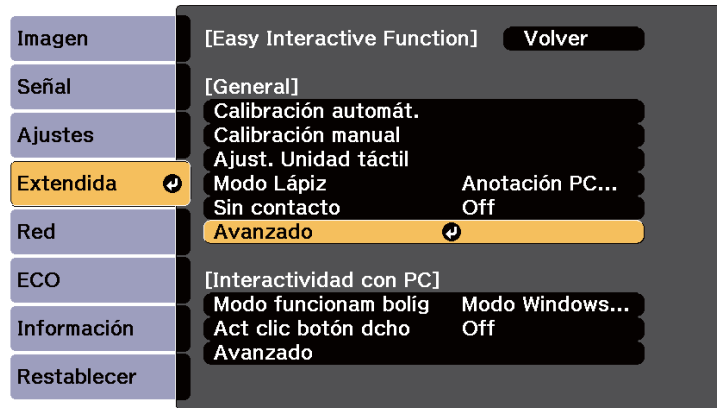 Imagen
Señal
Ajustes
Extendida
Red
ECO
Información
Restablecer
[Easy Interactive Function] Volver
[General]
Calibración automát.
Calibración manual
Ajust. Unidad táctil
Modo Lápiz Anotación PC...
Sin contacto Off
Avanzado
[Interactividad con PC]
Modo funcionam bolíg Modo Windows...
Act clic botón dcho Off
Avanzado